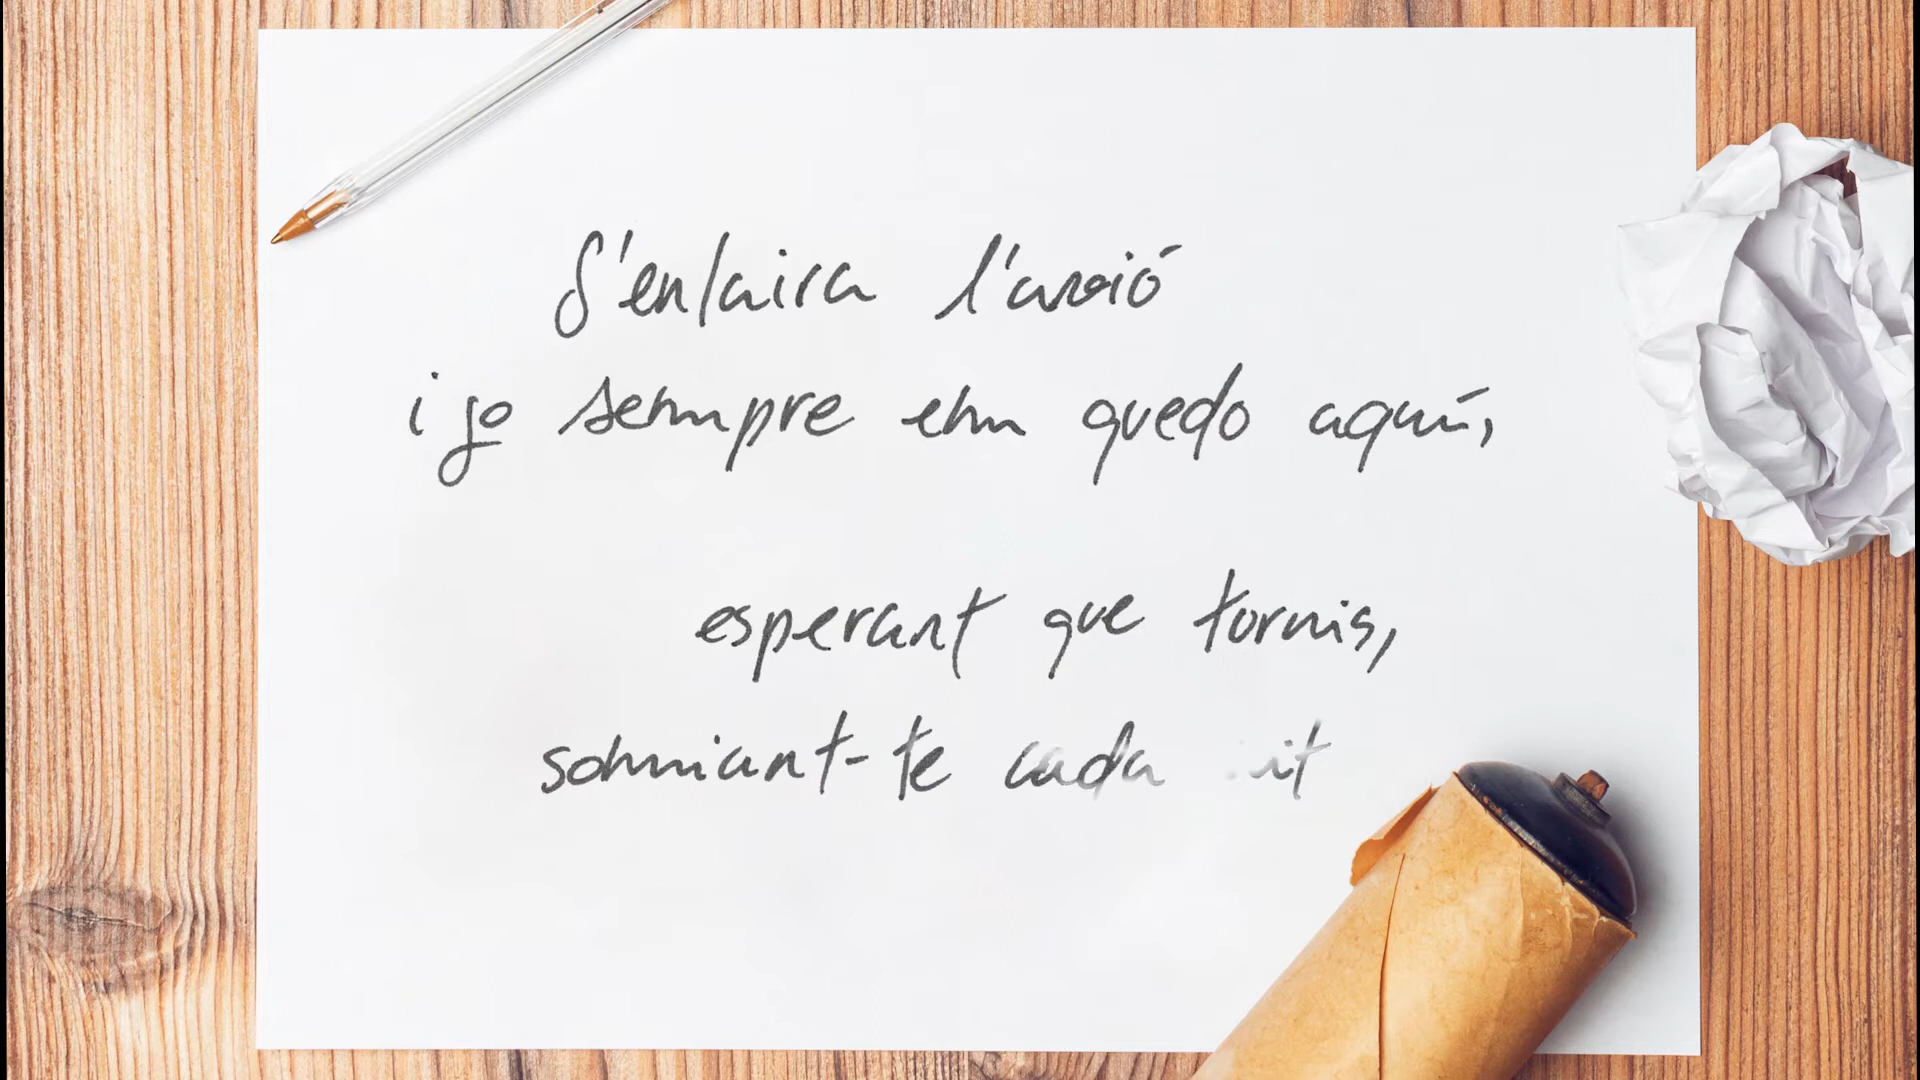 S'enlaira l'avió
i jo sempre em quedo aquí,
esperant que tornis,
somiant-te cada